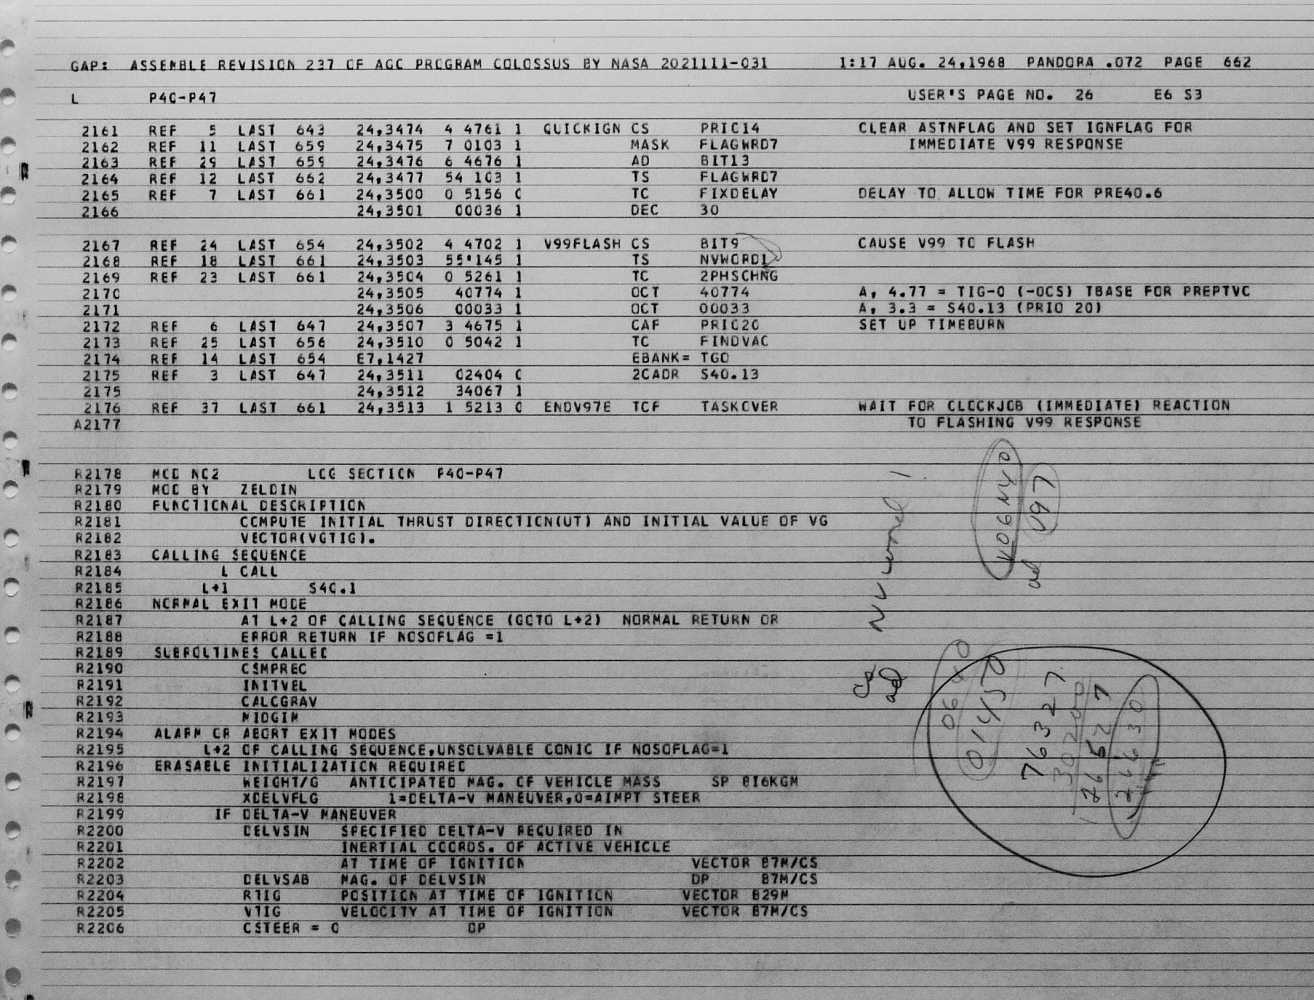 GAP: ASSEMBLE REVISION 237 OF AGC PROGRAM COLOSSUS BY NASA 2021111-031 1:17 AUG. 24,1968 PANDORA .072 PAGE 662
L P40-P47 USER'S PAGE NO. 26 E6 S3
2161 REF 5 LAST 643 24,3474 4 4761 1 QUICKIGN CS PRIO14 CLEAR ASTNFLAG AND SET IGNFLAG FOR
2162 REF 11 LAST 659 24,3475 7 0103 1 MASK FLAGWRD7 IMMEDIATE V99 RESPONSE
2163 REF 29 LAST 659 24,3476 6 4676 1 AD BIT13
2164 REF 12 LAST 662 24,3477 54 103 1 TS FLAGWRD7
2165 REF 7 LAST 661 24,3500 0 5156 0 TC FIXDELAY DELAY TO ALLOW TIME FOR PRE40.6
2166 24,3501 00036 1 DEC 30
2167 REF 24 LAST 654 24,3502 4 4702 1 V99FLASH CS BIT9 CAUSE V99 TO FLASH
2168 REF 18 LAST 661 24,3503 55*145 1 TS NVWORD1
2169 REF 23 LAST 661 24,3504 0 5261 1 TC 2PHSCHNG
2170 24,3505 40774 1 OCT 40774 A, 4.77 = TIG-0 (-0CS) TBASE FOR PREPTVC
2171 24,3506 00033 1 OCT 00033 A, 3.3 = S40.13 (PRIO 20)
2172 REF 6 LAST 647 24,3507 3 4675 1 CAF PRIO20 SET UP TIMEBURN
2173 REF 25 LAST 656 24,3510 0 5042 1 TC FINDVAC
2174 REF 14 LAST 654 E7,1427 EBANK= TGO
2175 REF 3 LAST 647 24,3511 02404 0 2CADR S40.13
2175 24,3512 34067 1
2176 REF 37 LAST 661 24,3513 1 5213 0 ENDV97E TCF TASKOVER WAIT FOR CLOCKJOB (IMMEDIATE) REACTION
A2177 TO FLASHING V99 RESPONSE
R2178 MOD NO2 LOG SECTION P40-P47
R2179 MOD BY ZELDIN
R2180 FUNCTIONAL DESCRIPTION
R2181 COMPUTE INITIAL THRUST DIRECTION(UT) AND INITIAL VALUE OF VG
R2182 VECTOR(VGTIG).
R2183 CALLING SEQUENCE
R2184 L CALL
R2185 L+1 S40.1
R2186 NORMAL EXIT MODE
R2187 AT L+2 OF CALLING SEQUENCE (GOTO L+2) NORMAL RETURN OR
R2188 ERROR RETURN IF NOSOFLAG =1
R2189 SUBROUTINES CALLED
R2190 CSMPREC
R2191 INITVEL
R2192 CALCGRAV
R2193 MIDGIM
R2194 ALARM OR ABORT EXIT MODES
R2195 L+2 OF CALLING SEQUENCE,UNSOLVABLE CONIC IF NOSOFLAG=1
R2196 ERASABLE INITIALIZATION REQUIRED
R2197 WEIGHT/G ANTICIPATED MAG. OF VEHICLE MASS SP B16KGM
R2198 XDELVFLG 1=DELTA-V MANEUVER,0=AIMPT STEER
R2199 IF DELTA-V MANEUVER
R2200 DELVSIN SPECIFIED DELTA-V REQUIRED IN
R2201 INERTIAL COORDS. OF ACTIVE VEHICLE
R2202 AT TIME OF IGNITION VECTOR B7M/CS
R2203 DELVSAB MAG. OF DELVSIN DP B7M/CS
R2204 RTIG POSITION AT TIME OF IGNITION VECTOR B29M
R2205 VTIG VELOCITY AT TIME OF IGNITION VECTOR B7M/CS
R2206 CSTEER = 0 DP
V06N40
V97
0640
01450
76327
30200
21630